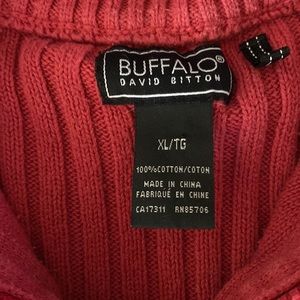 BUFFALO®
DAVID BITTON
XL/TG
100%COTTON/COTON
MADE IN CHINA
FABRIQUÉ EN CHINE
CA17311 RN85706